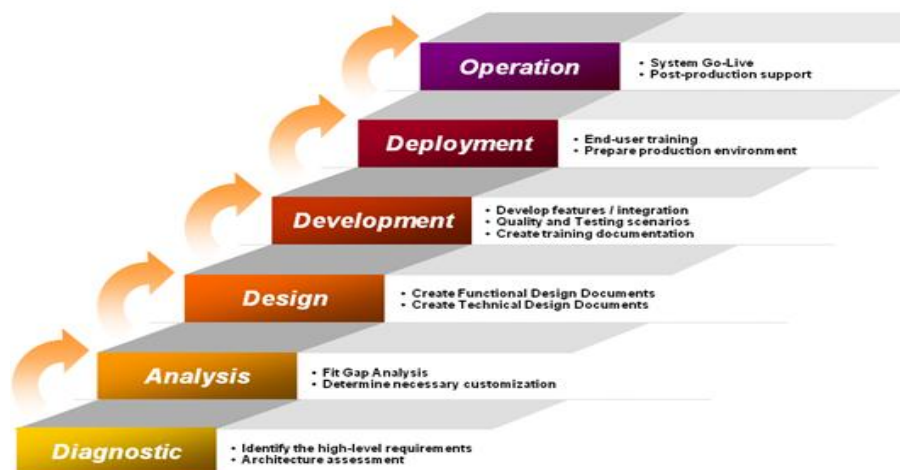 Operation
• System Go-Live
• Post-production support
Deployment
• End-user training
• Prepare production environment
Development
• Develop features / integration
• Quality and Testing scenarios
• Create training documentation
Design
• Create Functional Design Documents
• Create Technical Design Documents
Analysis
• Fit Gap Analysis
• Determine necessary customization
Diagnostic
• Identify the high-level requirements
• Architecture assessment